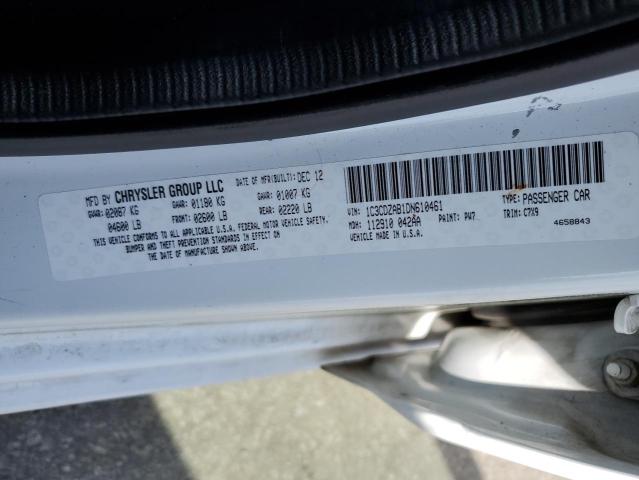 MFD BY CHRYSLER GROUP LLC DATE OF MFR(BUILT): DEC 12
GVWR: 02087 KG GAWR: 01180 KG GAWR: 01007 KG
04600 LB FRONT: 02600 LB REAR: 02220 LB
THIS VEHICLE CONFORMS TO ALL APPLICABLE U.S.A. FEDERAL MOTOR VEHICLE SAFETY,
BUMPER AND THEFT PREVENTION STANDARDS IN EFFECT ON
THE DATE OF MANUFACTURE SHOWN ABOVE.
VIN: 1C3CDZAB1DN610461 TYPE: PASSENGER CAR
MDH: 112910 042AA PAINT: PW7 TRIM: C7X9
VEHICLE MADE IN U.S.A. 4658843